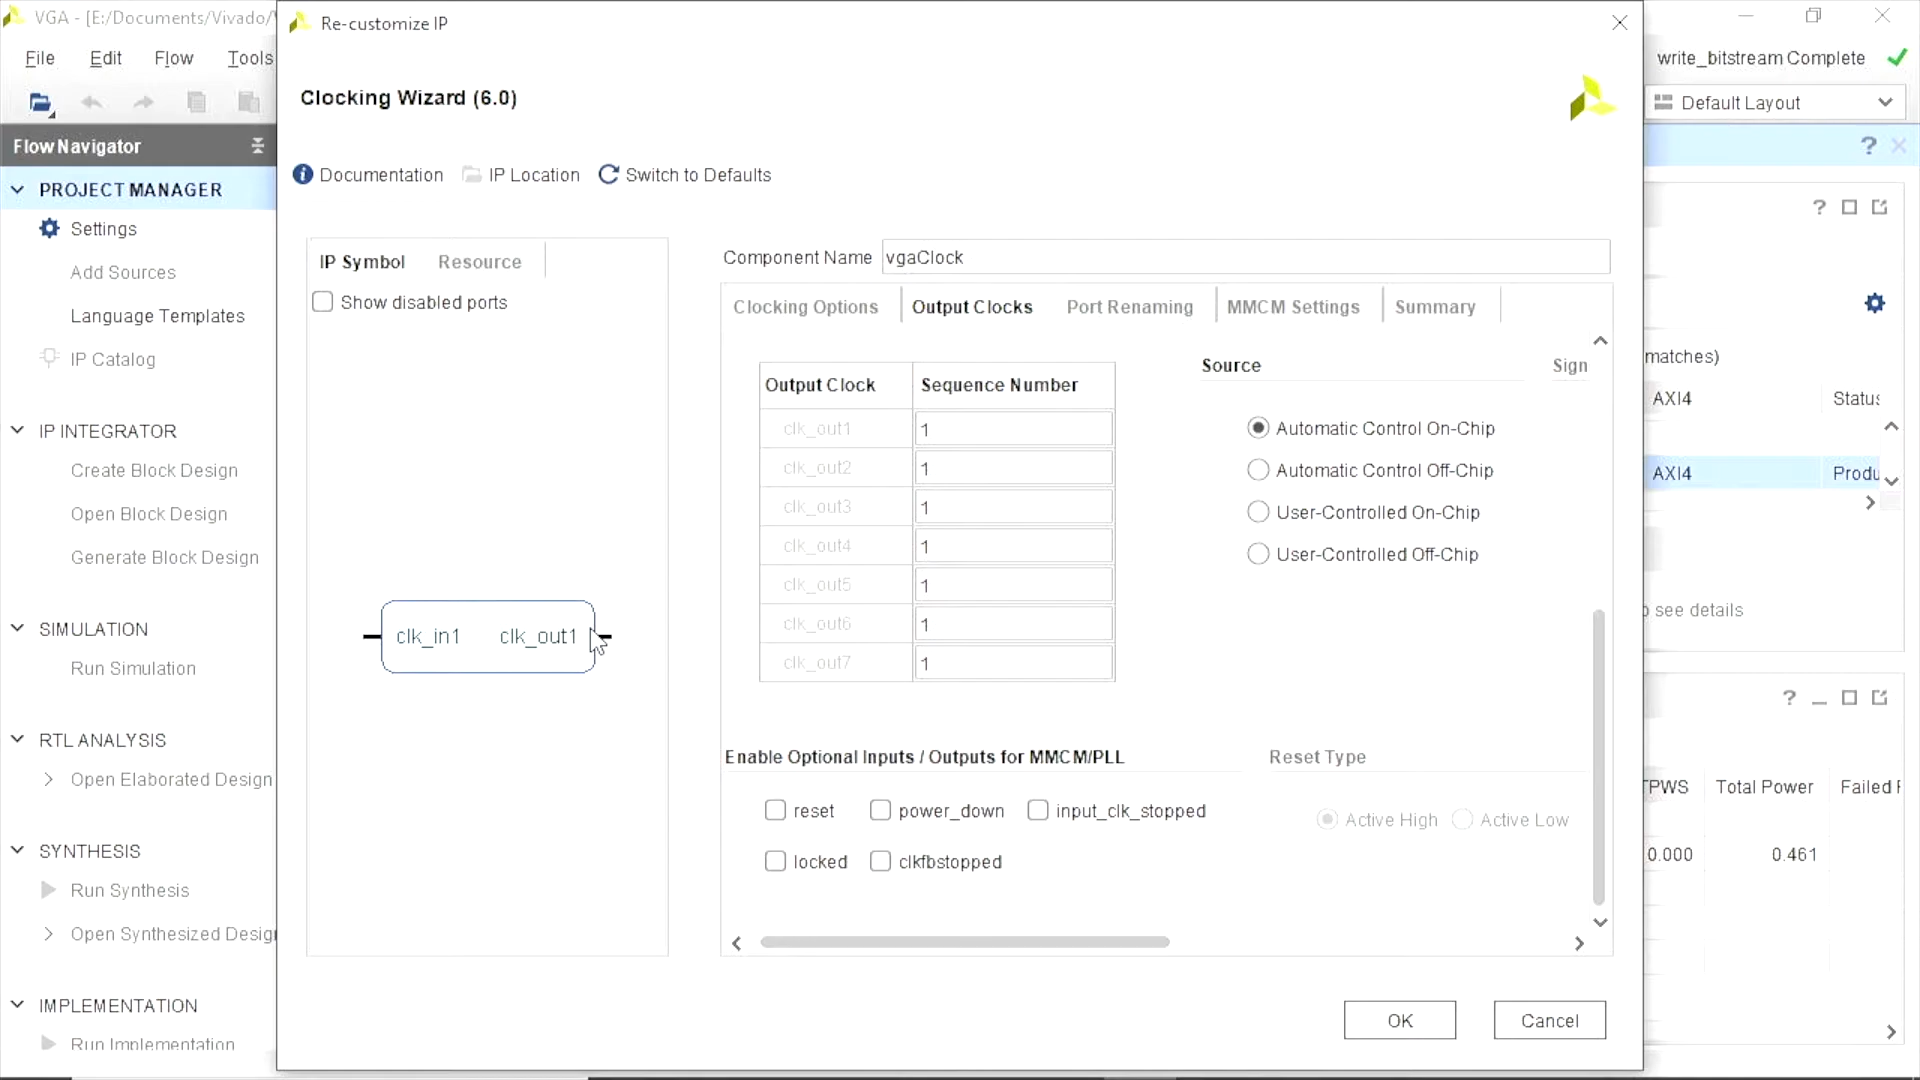 VGA - [E:/Documents/Vivado/
Re-customize IP
File Edit Flow Tools
write_bitstream Complete
Clocking Wizard (6.0)
Default Layout
Flow Navigator
?
Documentation IP Location Switch to Defaults
PROJECT MANAGER
Settings
Add Sources
Language Templates
IP Catalog
IP INTEGRATOR
Create Block Design
Open Block Design
Generate Block Design
SIMULATION
Run Simulation
RTL ANALYSIS
Open Elaborated Design
SYNTHESIS
Run Synthesis
Open Synthesized Desig
IMPLEMENTATION
Run Implementation
IP Symbol Resource
Show disabled ports
clk_in1 clk_out1
Component Name vgaClock
Clocking Options Output Clocks Port Renaming MMCM Settings Summary
Output Clock Sequence Number
clk_out1 1
clk_out2 1
clk_out3 1
clk_out4 1
clk_out5 1
clk_out6 1
clk_out7 1
Source Sign
Automatic Control On-Chip
Automatic Control Off-Chip
User-Controlled On-Chip
User-Controlled Off-Chip
Enable Optional Inputs / Outputs for MMCM/PLL Reset Type
reset power_down input_clk_stopped
Active High Active Low
locked clkfbstopped
OK Cancel
?
matches)
AXI4 Status
AXI4 Produ
see details
?
TPWS Total Power Failed
0.000 0.461